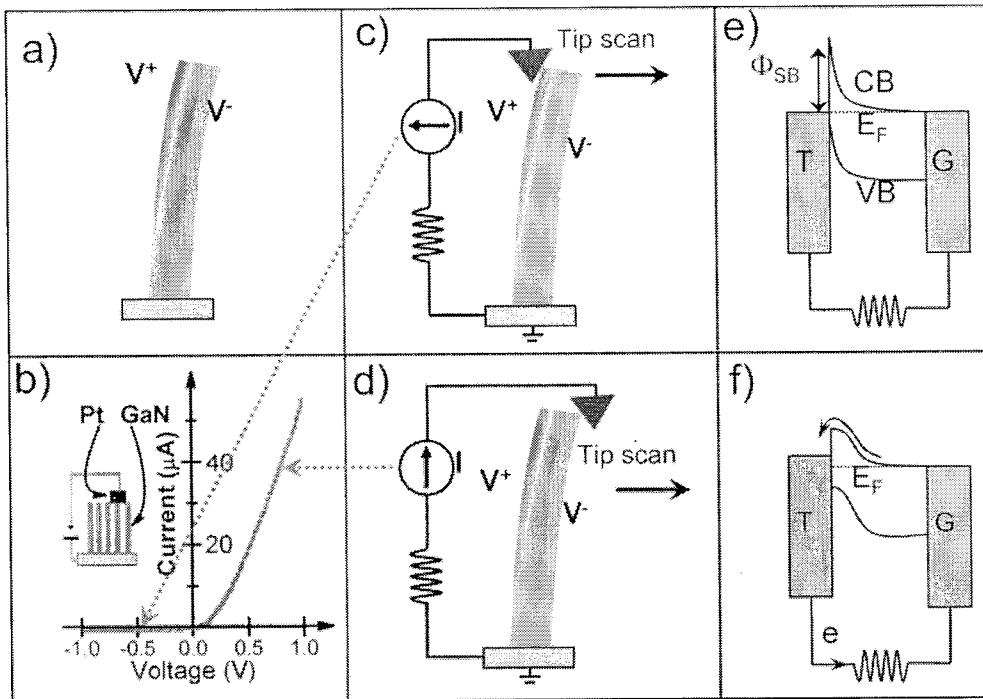 a)
V+
V-
b)
Pt GaN
Current (μA)
40
20
-1.0 -0.5 0.0 0.5 1.0
Voltage (V)
c)
Tip scan
V+
V-
I
d)
I
V+
Tip scan
V-
e)
ΦSB
CB
EF
T
G
VB
f)
EF
T
G
e